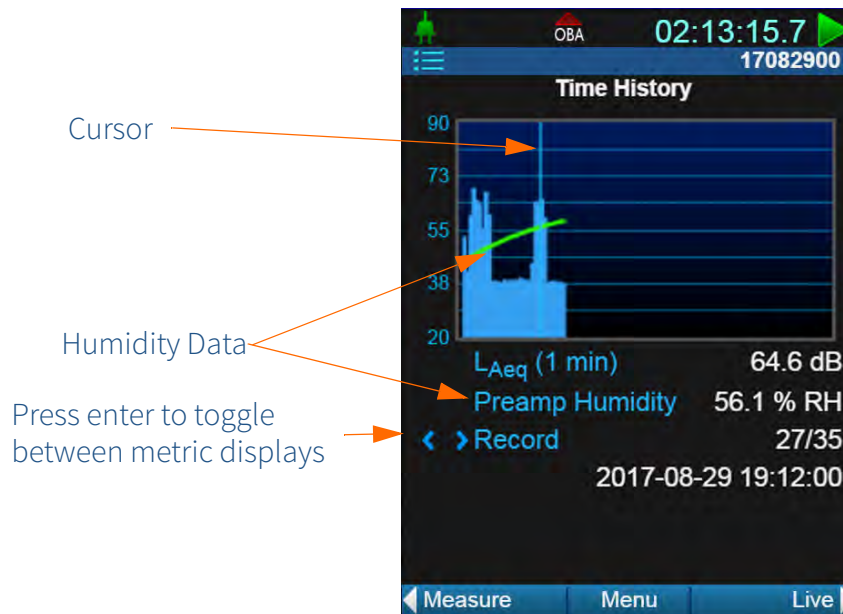 OBA 02:13:15.7
17082900
Time History
Cursor
90
73
55
38
20
Humidity Data
LAeq (1 min) 64.6 dB
Preamp Humidity 56.1 % RH
Press enter to toggle
between metric displays
Record 27/35
2017-08-29 19:12:00
Measure Menu Live